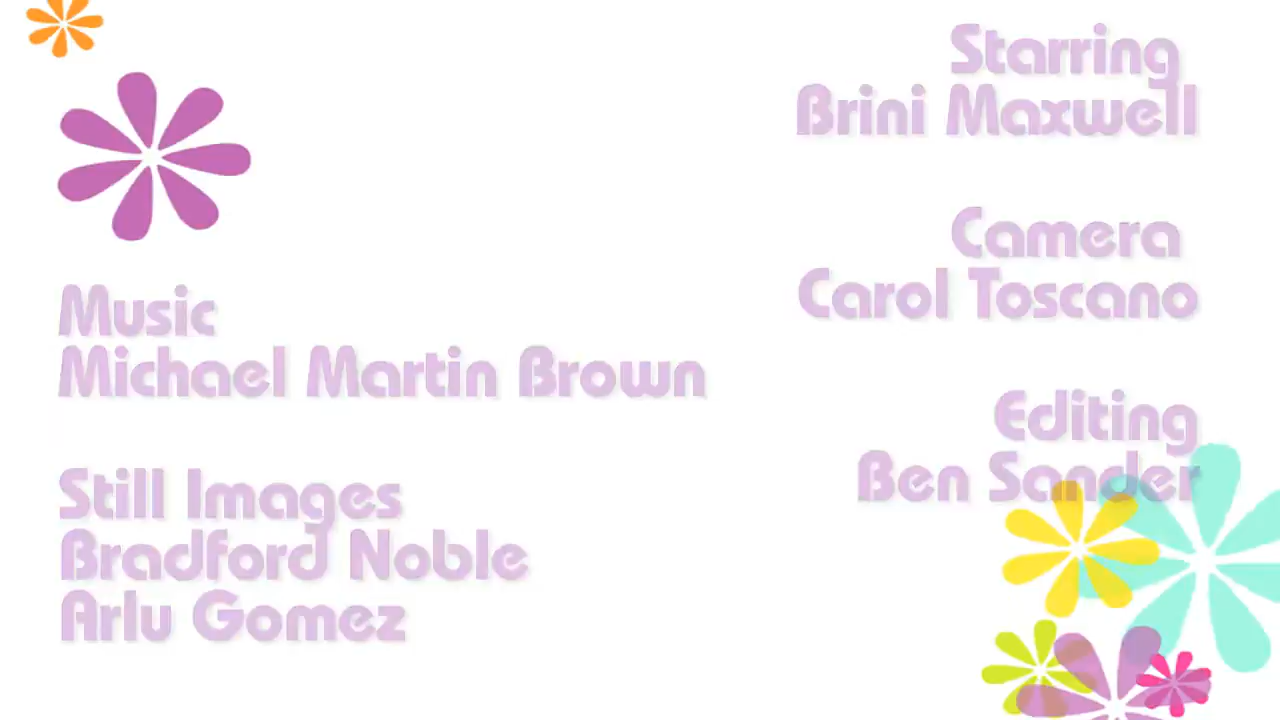 Starring
Brini Maxwell
Camera
Carol Toscano
Editing
Ben Sander
Music
Michael Martin Brown
Still Images
Bradford Noble
Arlu Gomez